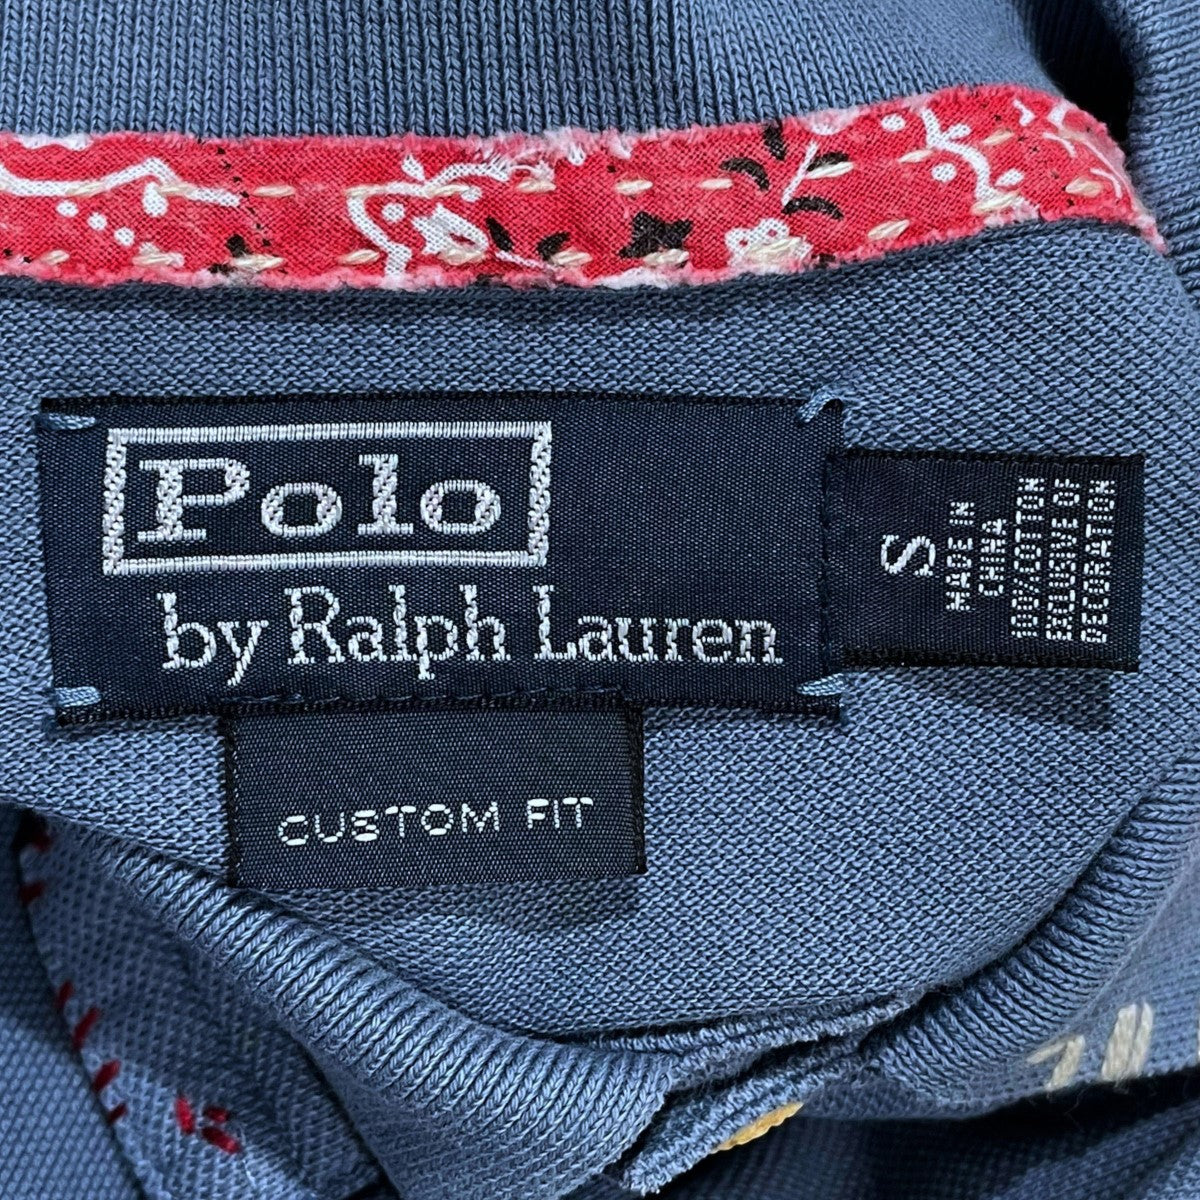 Polo
by Ralph Lauren
S
MADE IN
CHINA
100%COTTON
EXCLUSIVE OF
DECORATION
CUSTOM FIT